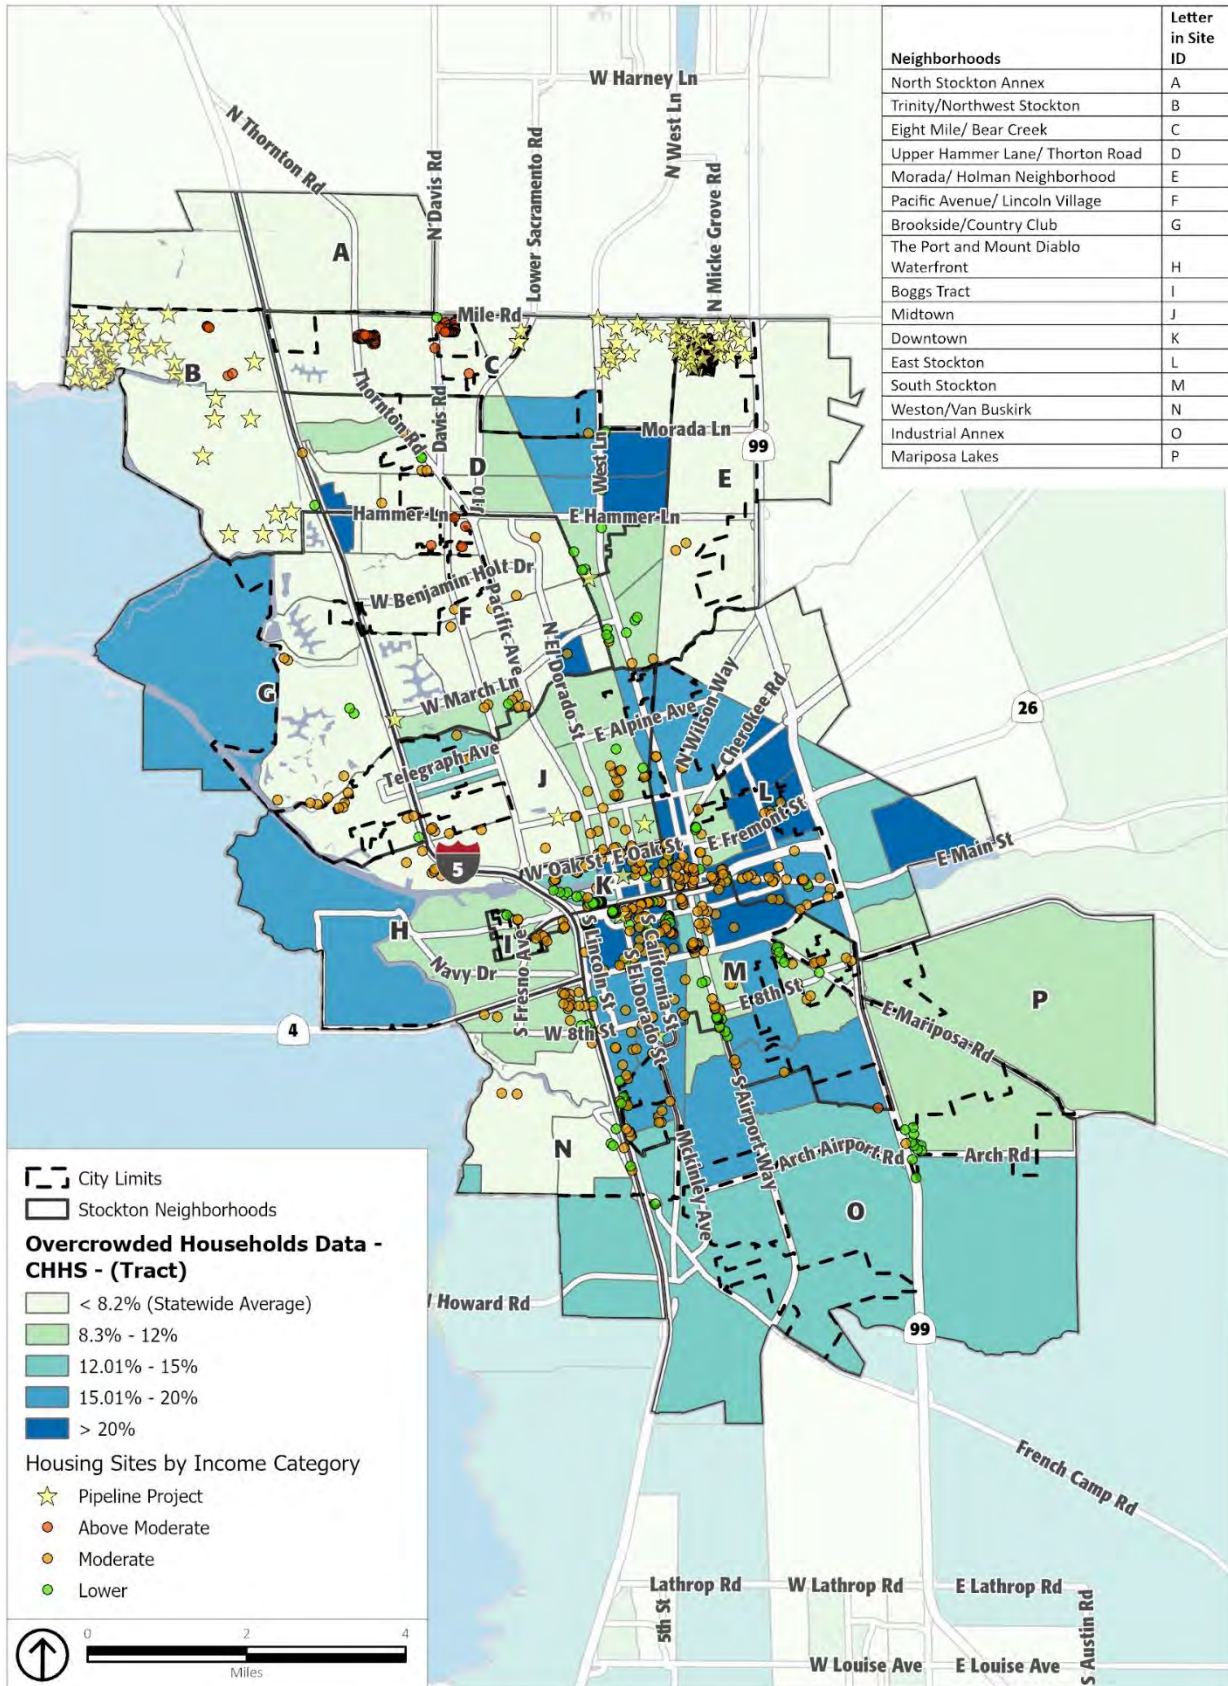 Neighborhoods
Letter
in Site
ID
North Stockton Annex A
Trinity/Northwest Stockton B
Eight Mile/ Bear Creek C
Upper Hammer Lane/ Thorton Road D
Morada/ Holman Neighborhood E
Pacific Avenue/ Lincoln Village F
Brookside/Country Club G
The Port and Mount Diablo
Waterfront H
Boggs Tract I
Midtown J
Downtown K
East Stockton L
South Stockton M
Weston/Van Buskirk N
Industrial Annex O
Mariposa Lakes P
W Harney Ln
N Thornton Rd
N Davis Rd
Lower Sacramento Rd
N West Ln
N Micke Grove Rd
A
Mile Rd
B
C
Thornton Rd
Davis Rd
West Ln
Morada Ln
99
D
E
Hammer Ln
E Hammer Ln
W Benjamin Holt Dr
F
Pacific Ave
N El Dorado St
G
W March Ln
N Wilson Way
Cherokee Rd
26
E Alpine Ave
Telegraph Ave
J
L
E Fremont St
E Main St
5
W Oak St
E Oak St
K
H
I
S Fresno Ave
Navy Dr
S Lincoln St
S El Dorado St
S California St
M
E 8th St
P
4
W 8th St
E Mariposa Rd
N
Mckinley Ave
S Airport Way
Arch Airport Rd
Arch Rd
O
Howard Rd
99
French Camp Rd
Lathrop Rd
W Lathrop Rd
E Lathrop Rd
5th St
S Austin Rd
W Louise Ave
E Louise Ave
City Limits
Stockton Neighborhoods
Overcrowded Households Data -
CHHS - (Tract)
< 8.2% (Statewide Average)
8.3% - 12%
12.01% - 15%
15.01% - 20%
> 20%
Housing Sites by Income Category
Pipeline Project
Above Moderate
Moderate
Lower
0 2 4
Miles